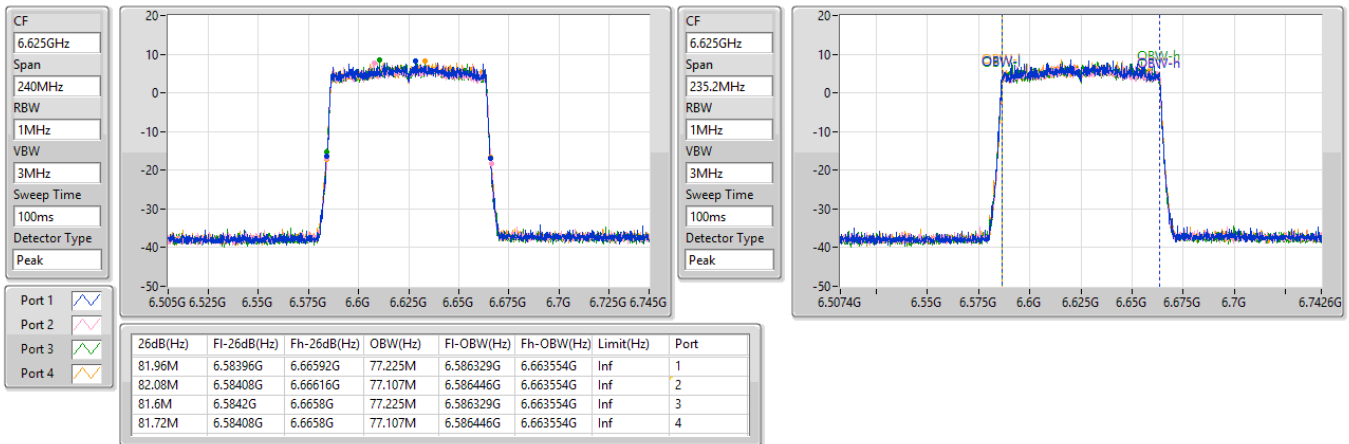 CF
6.625GHz
Span
240MHz
RBW
1MHz
VBW
3MHz
Sweep Time
100ms
Detector Type
Peak
20-
10-
0-
-10-
-20-
-30-
-40-
-50-
6.505G 6.525G 6.55G 6.575G 6.6G 6.625G 6.65G 6.675G 6.7G 6.725G 6.745G
CF
6.625GHz
Span
235.2MHz
RBW
1MHz
VBW
3MHz
Sweep Time
100ms
Detector Type
Peak
20-
10-
0-
-10-
-20-
-30-
-40-
-50-
OBW-l
OBW-h
OBW-h
6.5074G 6.55G 6.575G 6.6G 6.625G 6.65G 6.675G 6.7G 6.7426G
Port 1
Port 2
Port 3
Port 4
26dB(Hz) Fl-26dB(Hz) Fh-26dB(Hz) OBW(Hz) Fl-OBW(Hz) Fh-OBW(Hz) Limit(Hz) Port
81.96M 6.58396G 6.66592G 77.225M 6.586329G 6.663554G Inf 1
82.08M 6.58408G 6.66616G 77.107M 6.586446G 6.663554G Inf 2
81.6M 6.5842G 6.6658G 77.225M 6.586329G 6.663554G Inf 3
81.72M 6.58408G 6.6658G 77.107M 6.586446G 6.663554G Inf 4